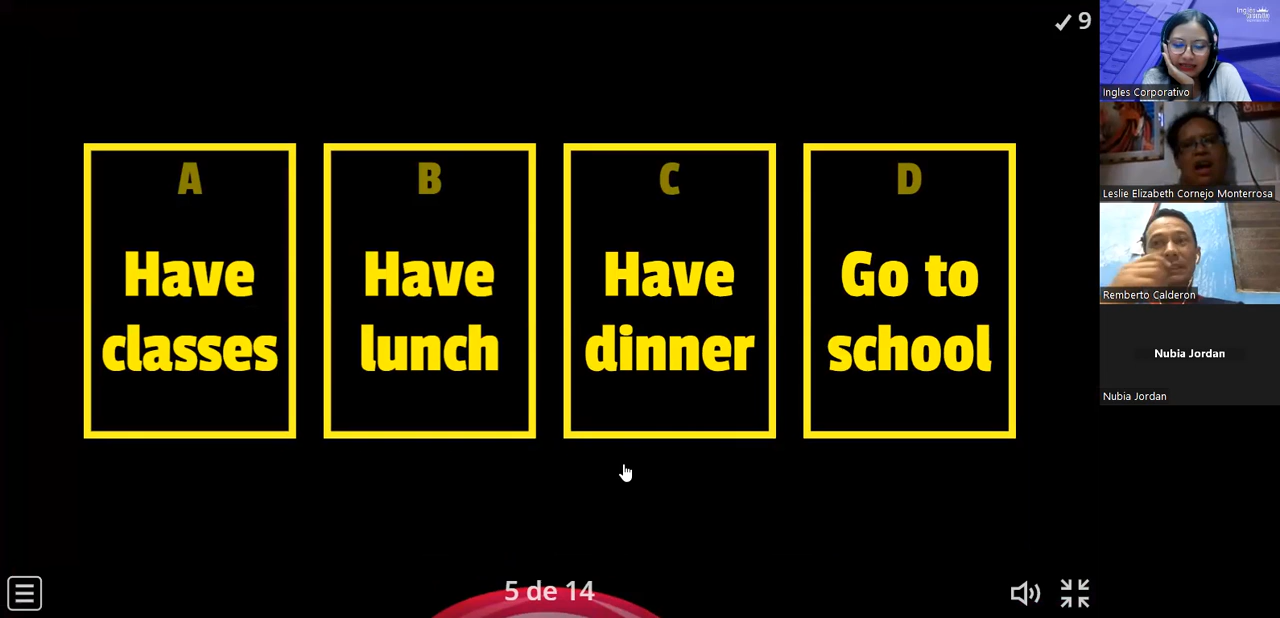 9
A
Have
classes
B
Have
lunch
C
Have
dinner
D
Go to
school
5 de 14
Ingles Corporativo
Leslie Elizabeth Cornejo Monterrosa
Remberto Calderon
Nubia Jordan
Nubia Jordan